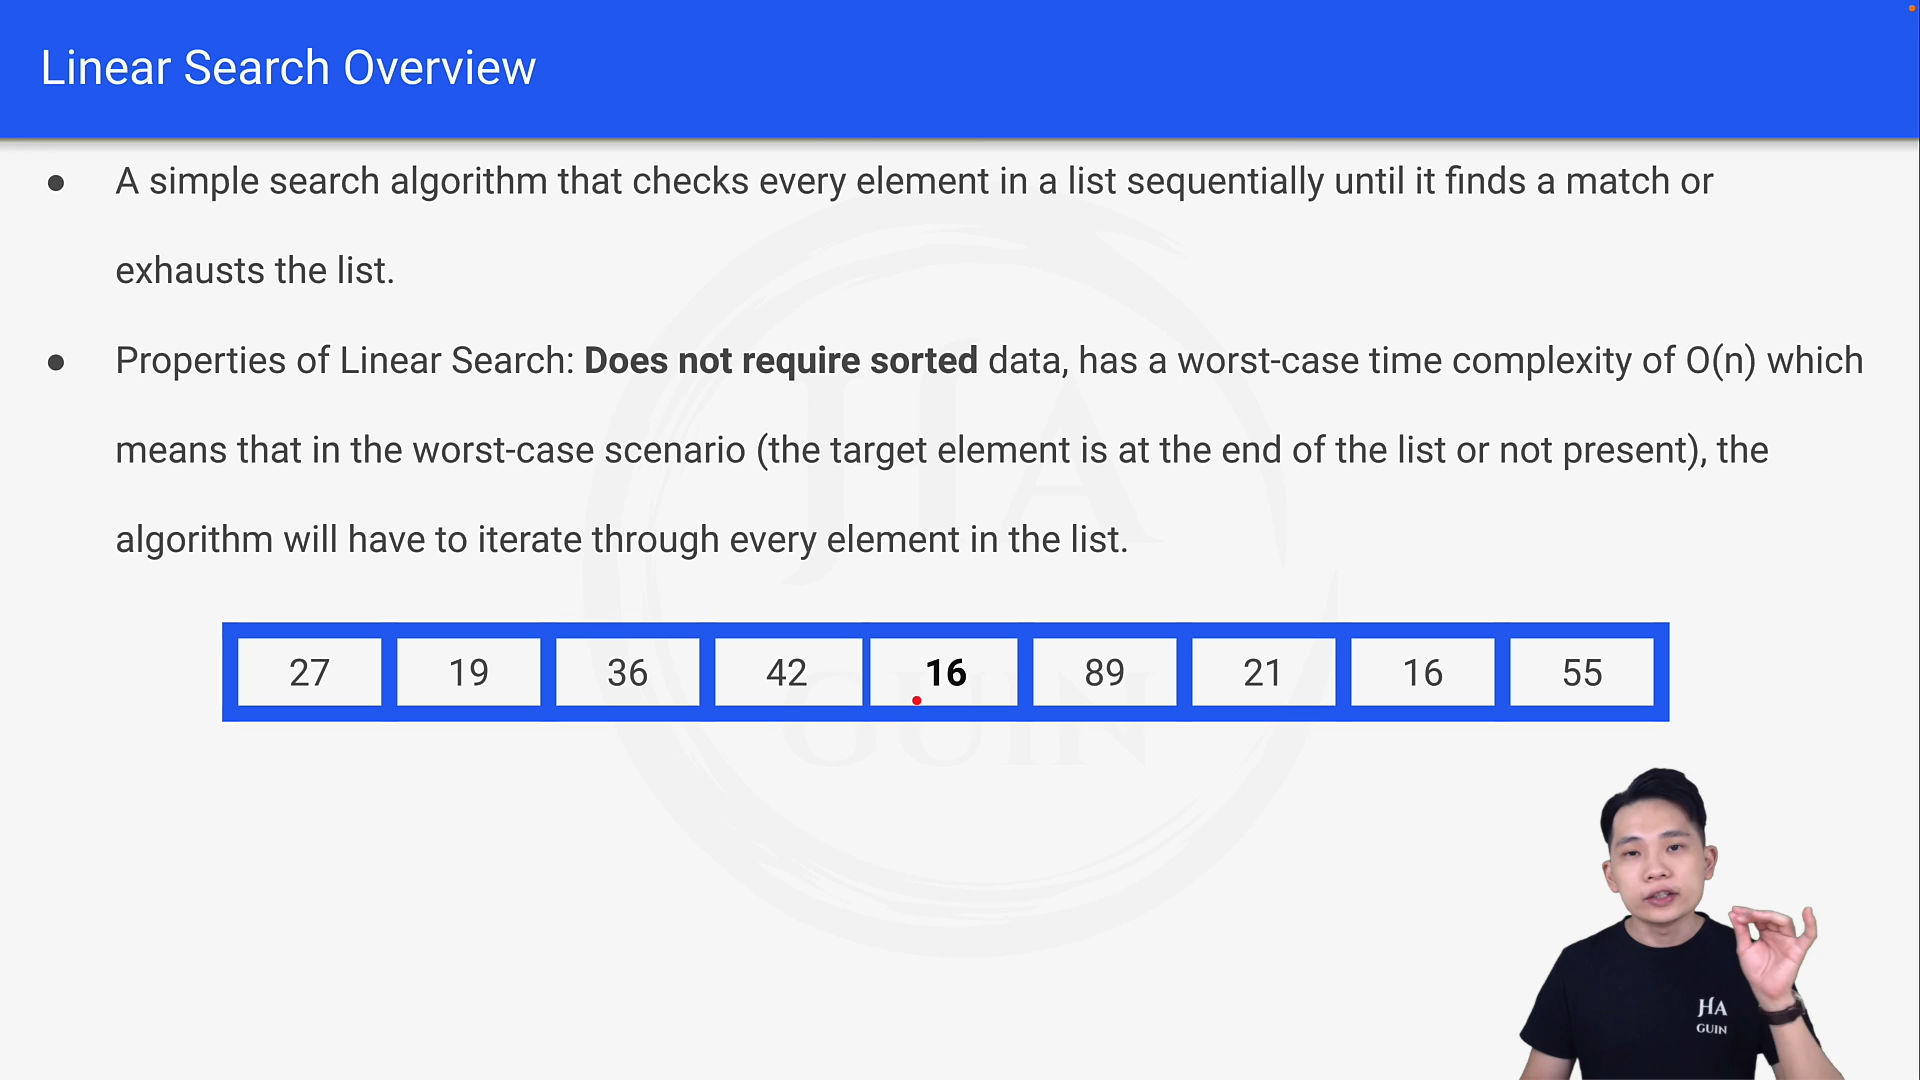 Linear Search Overview
● A simple search algorithm that checks every element in a list sequentially until it finds a match or
exhausts the list.
● Properties of Linear Search: Does not require sorted data, has a worst-case time complexity of O(n) which
means that in the worst-case scenario (the target element is at the end of the list or not present), the
algorithm will have to iterate through every element in the list.
27 19 36 42 16 89 21 16 55
JIA
GUIN
JIA
GUIN